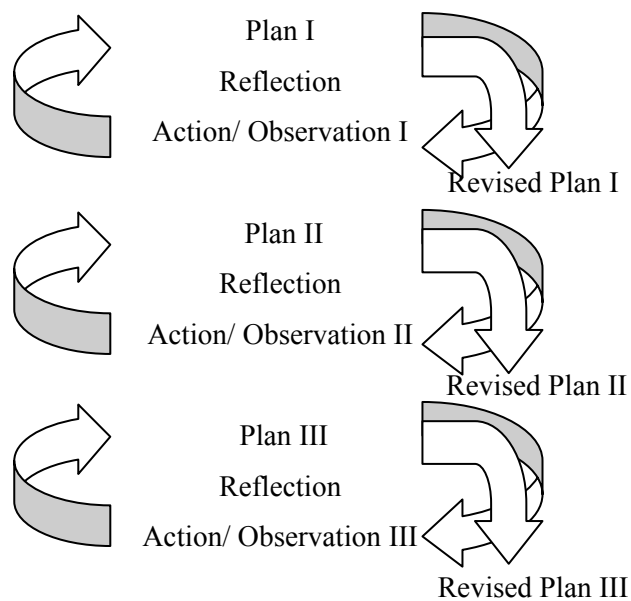 Plan I
Reflection
Action/ Observation I
Revised Plan I
Plan II
Reflection
Action/ Observation II
Revised Plan II
Plan III
Reflection
Action/ Observation III
Revised Plan III